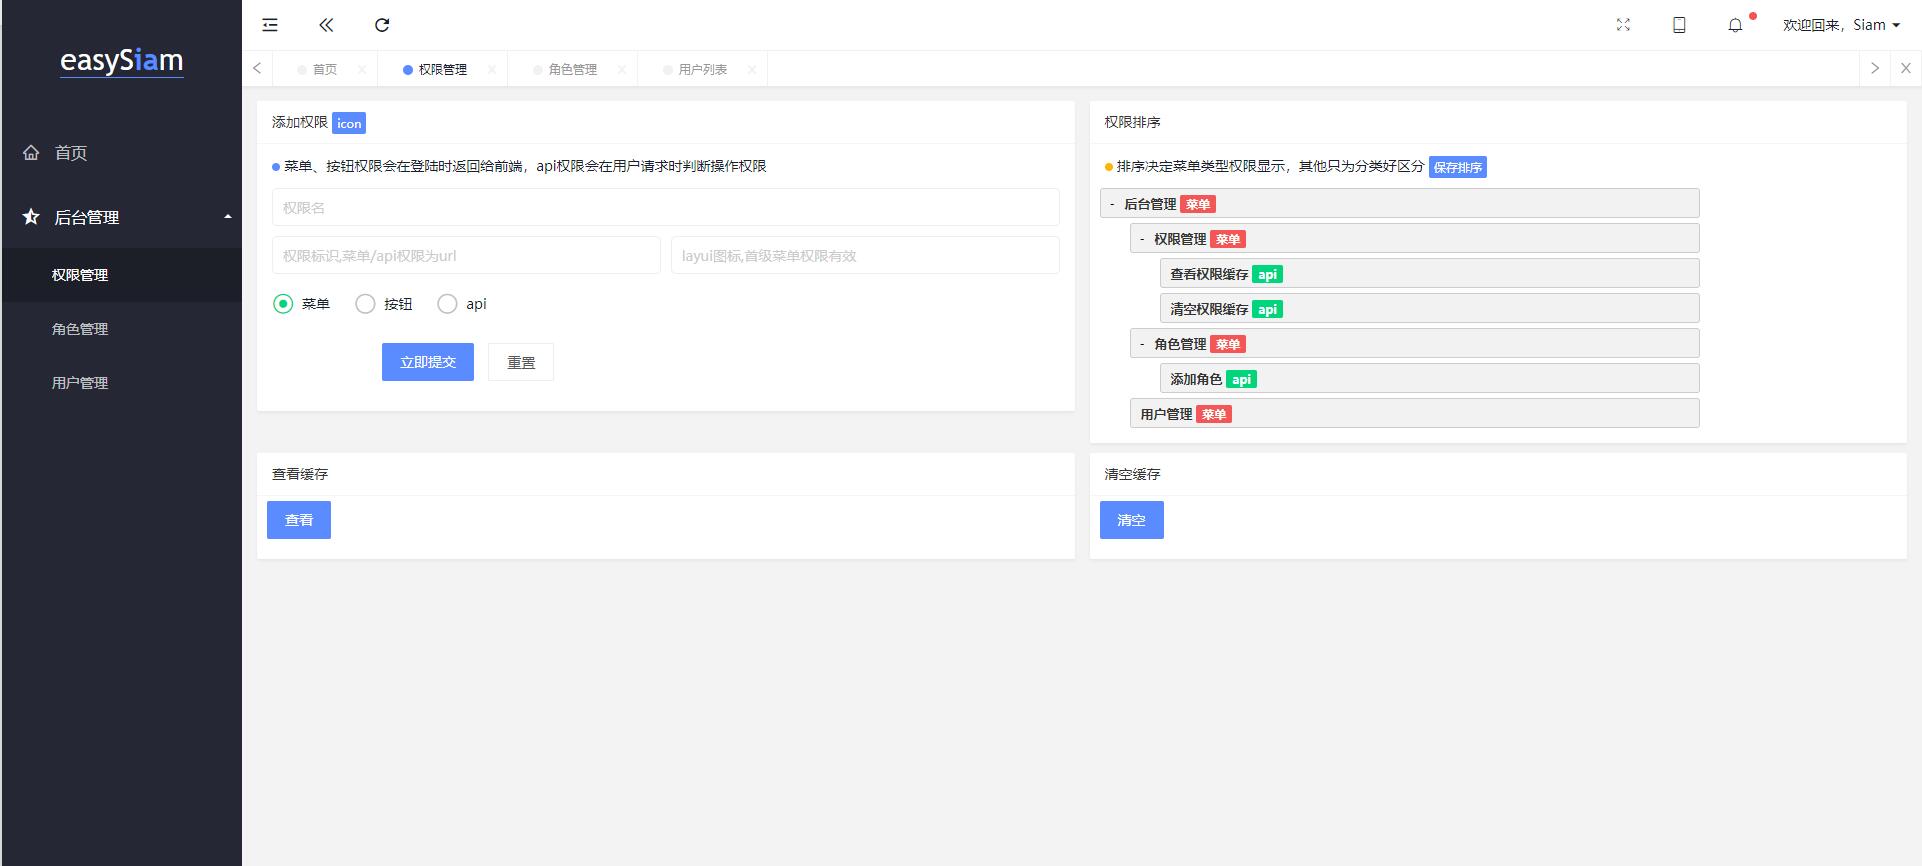 easySiam
首页
后台管理
权限管理
角色管理
用户管理
欢迎回来，Siam
首页
权限管理
角色管理
用户列表
添加权限 icon
菜单、按钮权限会在登陆时返回给前端，api权限会在用户请求时判断操作权限
权限名
权限标识,菜单/api权限为url
layui图标,首级菜单权限有效
菜单 按钮 api
立即提交 重置
权限排序
排序决定菜单类型权限显示，其他只为分类好区分 保存排序
- 后台管理 菜单
- 权限管理 菜单
查看权限缓存 api
清空权限缓存 api
- 角色管理 菜单
添加角色 api
用户管理 菜单
查看缓存
查看
清空缓存
清空